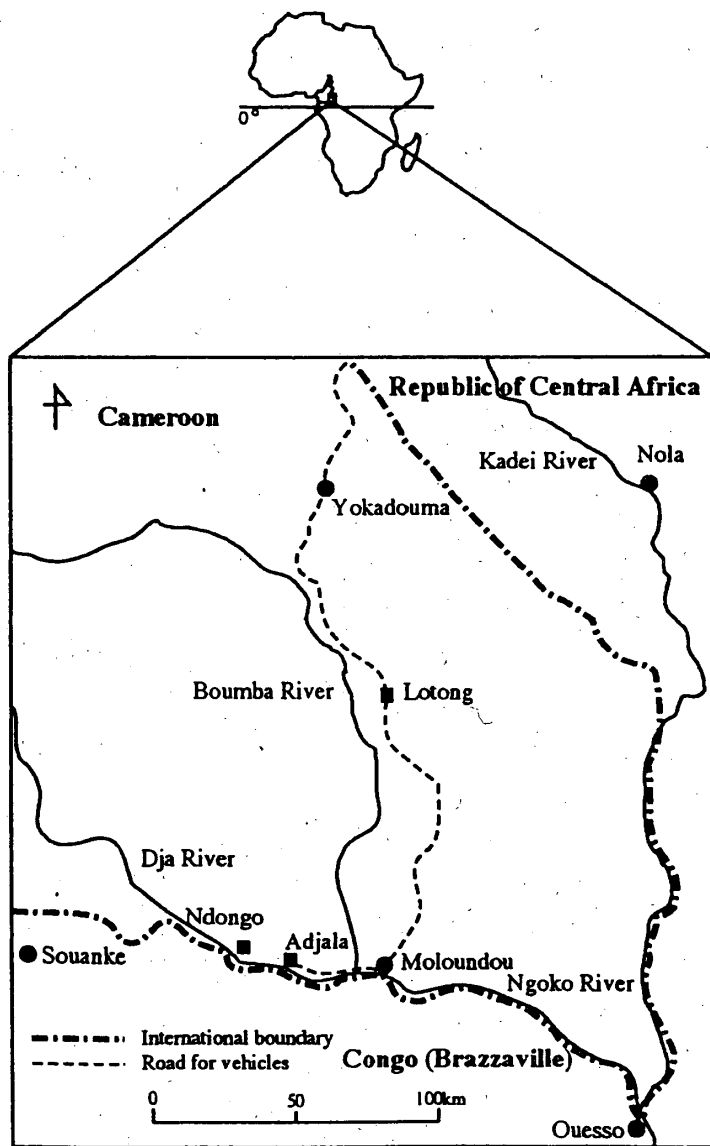 0°
Republic of Central Africa
Cameroon
Kadei River
Nola
Yokadouma
Boumba River
Lotong
Dja River
Ndongo
Adjala
Souanke
Moloundou
Ngoko River
International boundary
Road for vehicles
Congo (Brazzaville)
0 50 100km
Ouesso